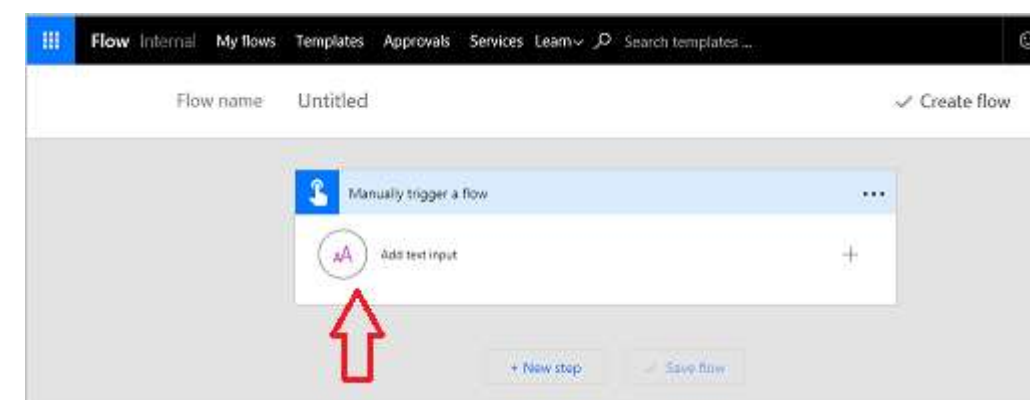 Flow Internal My flows Templates Approvals Services Learn Search templates ...
Flow name Untitled Create flow
Manually trigger a flow
AA Add text input
+ New step Save flow